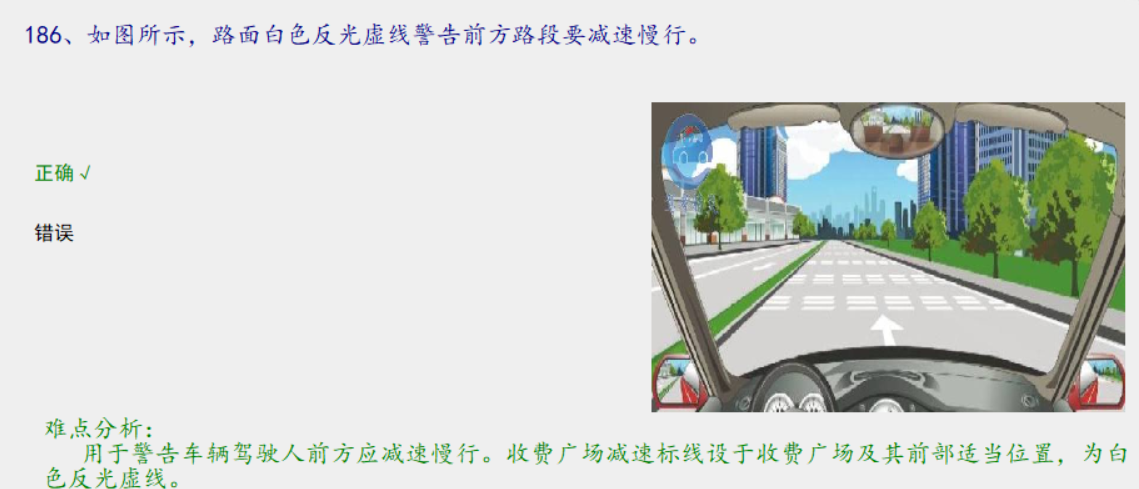 186、如图所示，路面白色反光虚线警告前方路段要减速慢行。
正确√
错误
难点分析：
用于警告车辆驾驶人前方应减速慢行。收费广场减速标线设于收费广场及其前部适当位置，为白
色反光虚线。